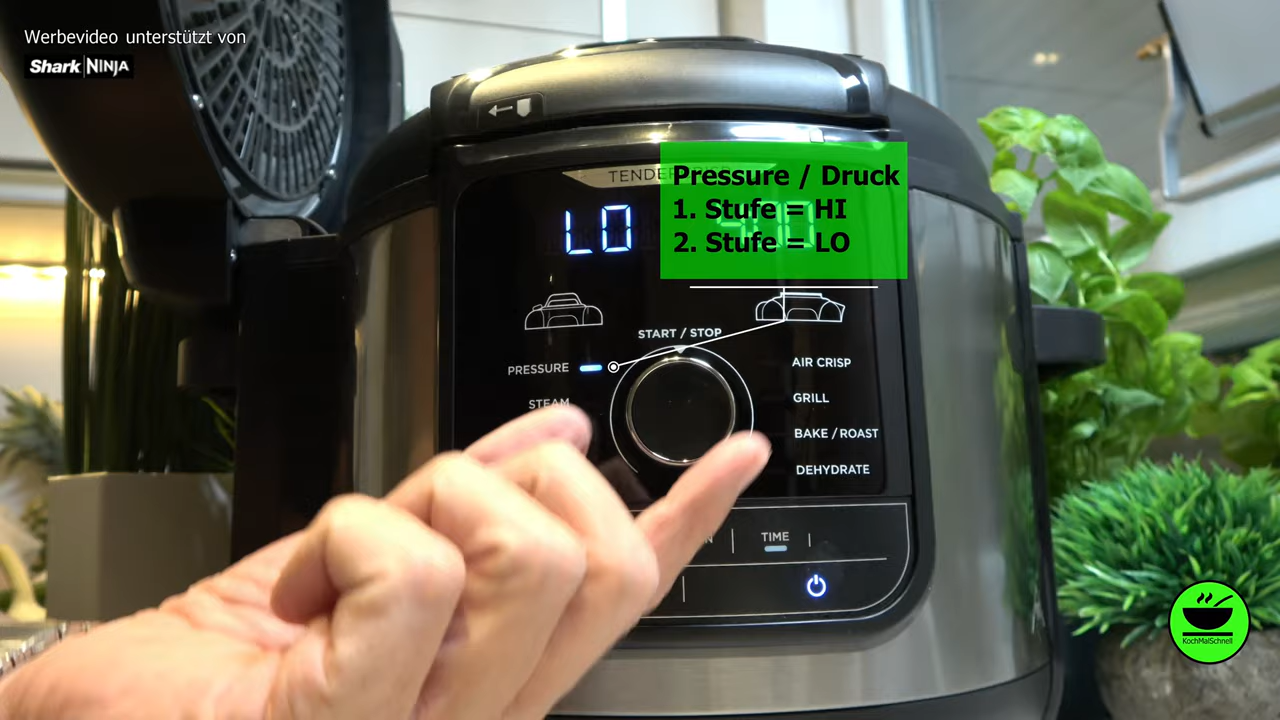 Werbevideo unterstützt von
Shark NINJA
Pressure / Druck
1. Stufe = HI
2. Stufe = LO
LO
START / STOP
PRESSURE
STEAM
AIR CRISP
GRILL
BAKE / ROAST
DEHYDRATE
TIME
KochMalSchnell